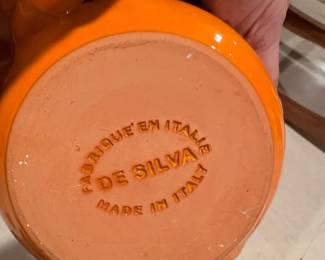 FABRIQUE' EN ITALIE
DE SILVA
MADE IN ITALY